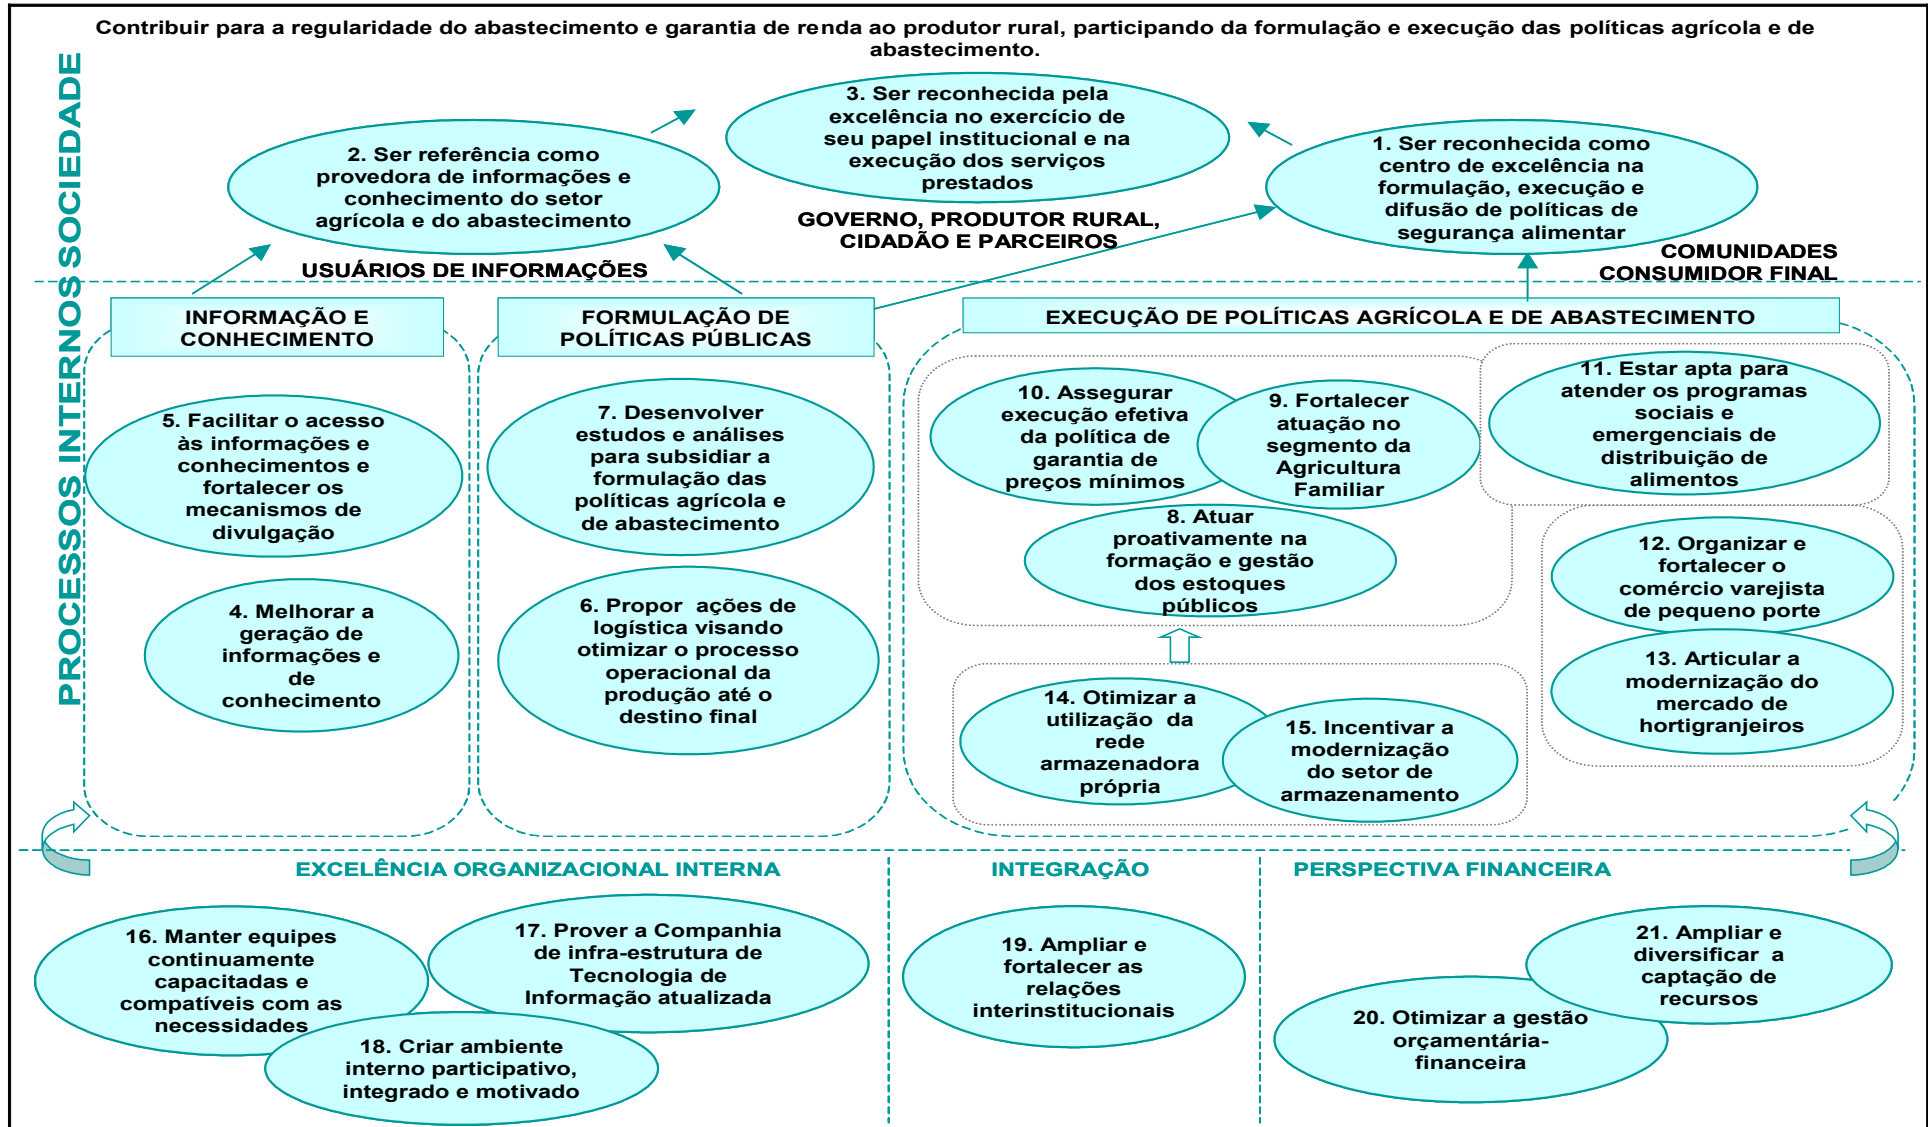 Contribuir para a regularidade do abastecimento e garantia de renda ao produtor rural, participando da formulação e execução das políticas agrícola e de
abastecimento.
SOCIEDADE
3. Ser reconhecida pela
excelência no exercício de
seu papel institucional e na
execução dos serviços
prestados
2. Ser referência como
provedora de informações e
conhecimento do setor
agrícola e do abastecimento
1. Ser reconhecida como
centro de excelência na
formulação, execução e
difusão de políticas de
segurança alimentar
GOVERNO, PRODUTOR RURAL,
CIDADÃO E PARCEIROS
USUÁRIOS DE INFORMAÇÕES
COMUNIDADES
CONSUMIDOR FINAL
PROCESSOS INTERNOS
INFORMAÇÃO E
CONHECIMENTO
5. Facilitar o acesso
às informações e
conhecimentos e
fortalecer os
mecanismos de
divulgação
4. Melhorar a
geração de
informações e
de
conhecimento
FORMULAÇÃO DE
POLÍTICAS PÚBLICAS
7. Desenvolver
estudos e análises
para subsidiar a
formulação das
políticas agrícola e
de abastecimento
6. Propor ações de
logística visando
otimizar o processo
operacional da
produção até o
destino final
EXECUÇÃO DE POLÍTICAS AGRÍCOLA E DE ABASTECIMENTO
10. Assegurar
execução efetiva
da política de
garantia de
preços mínimos
9. Fortalecer
atuação no
segmento da
Agricultura
Familiar
8. Atuar
proativamente na
formação e gestão
dos estoques
públicos
11. Estar apta para
atender os programas
sociais e
emergenciais de
distribuição de
alimentos
12. Organizar e
fortalecer o
comércio varejista
de pequeno porte
13. Articular a
modernização do
mercado de
hortigranjeiros
14. Otimizar a
utilização da
rede
armazenadora
própria
15. Incentivar a
modernização
do setor de
armazenamento
EXCELÊNCIA ORGANIZACIONAL INTERNA
16. Manter equipes
continuamente
capacitadas e
compatíveis com as
necessidades
17. Prover a Companhia
de infra-estrutura de
Tecnologia de
Informação atualizada
18. Criar ambiente
interno participativo,
integrado e motivado
INTEGRAÇÃO
19. Ampliar e
fortalecer as
relações
interinstitucionais
PERSPECTIVA FINANCEIRA
21. Ampliar e
diversificar a
captação de
recursos
20. Otimizar a gestão
orçamentária-
financeira